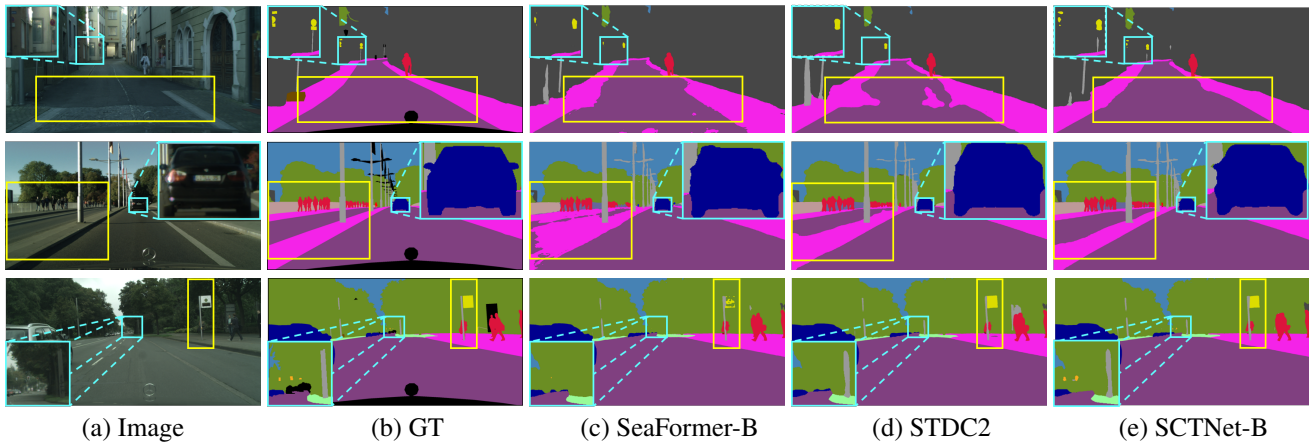 (a) Image
(b) GT
(c) SeaFormer-B
(d) STDC2
(e) SCTNet-B